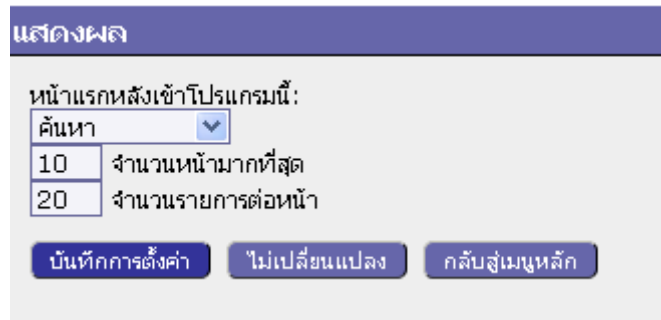 แสดงผล
หน้าแรกหลังเข้าโปรแกรมนี้:
ค้นหา
10 จำนวนหน้ามากที่สุด
20 จำนวนรายการต่อหน้า
บันทึกการตั้งค่า ไม่เปลี่ยนแปลง กลับสู่เมนูหลัก